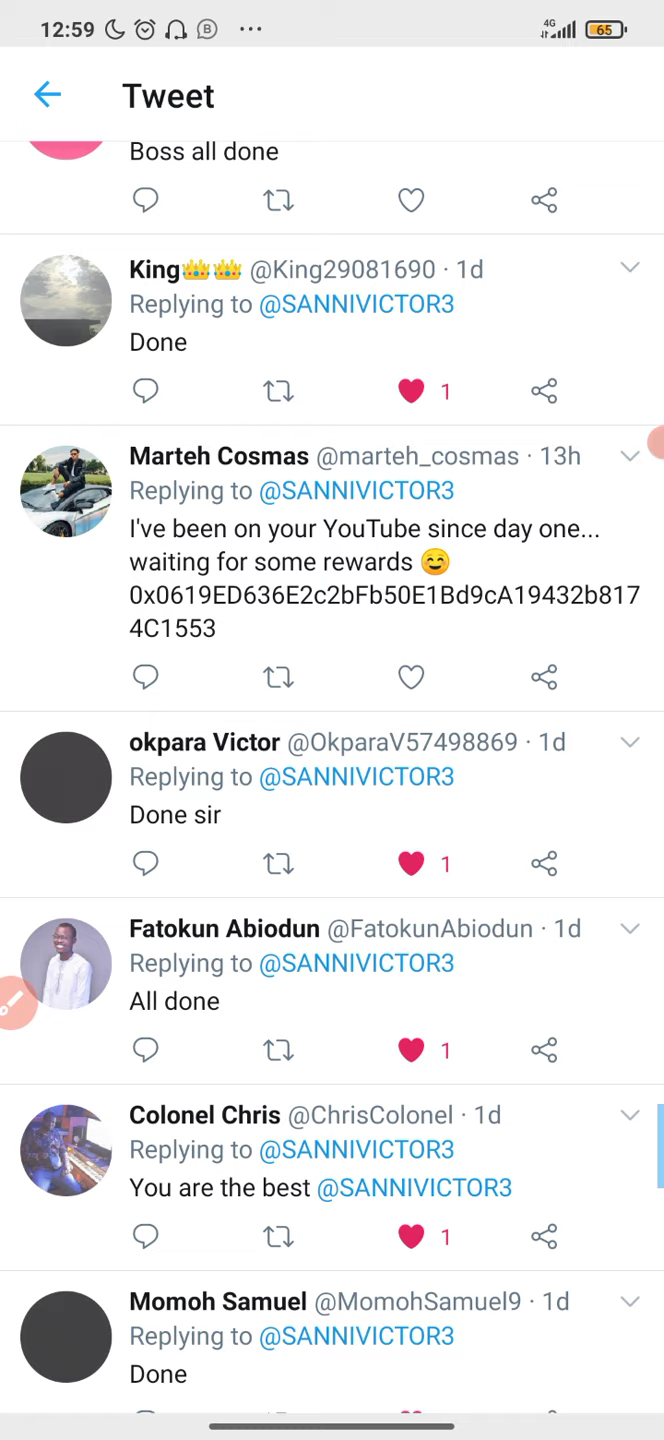 12:59
4G
65
Tweet
Boss all done
King👑👑 @King29081690 · 1d
Replying to @SANNIVICTOR3
Done
1
Marteh Cosmas @marteh_cosmas · 13h
Replying to @SANNIVICTOR3
I've been on your YouTube since day one...
waiting for some rewards 😊
0x0619ED636E2c2bFb50E1Bd9cA19432b817
4C1553
okpara Victor @OkparaV57498869 · 1d
Replying to @SANNIVICTOR3
Done sir
1
Fatokun Abiodun @FatokunAbiodun · 1d
Replying to @SANNIVICTOR3
All done
1
Colonel Chris @ChrisColonel · 1d
Replying to @SANNIVICTOR3
You are the best @SANNIVICTOR3
1
Momoh Samuel @MomohSamuel9 · 1d
Replying to @SANNIVICTOR3
Done